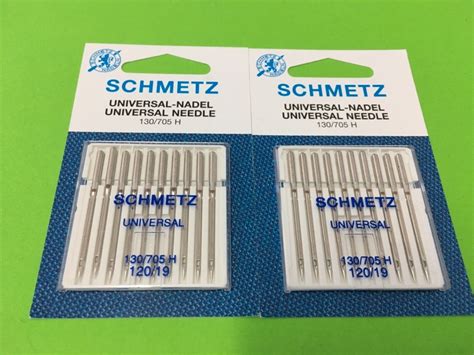 SCHMETZ
UNIVERSAL-NADEL
UNIVERSAL NEEDLE
130/705 H
SCHMETZ
UNIVERSAL
130/705 H
120/19
SCHMETZ
UNIVERSAL-NADEL
UNIVERSAL NEEDLE
130/705 H
SCHMETZ
UNIVERSAL
130/705 H
120/19